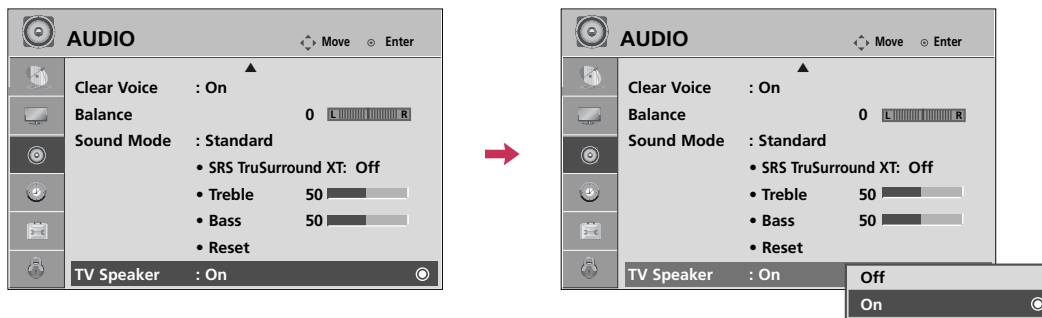 AUDIO Move Enter
Clear Voice : On
Balance 0 L R
Sound Mode : Standard
• SRS TruSurround XT: Off
• Treble 50
• Bass 50
• Reset
TV Speaker : On
AUDIO Move Enter
Clear Voice : On
Balance 0 L R
Sound Mode : Standard
• SRS TruSurround XT: Off
• Treble 50
• Bass 50
• Reset
TV Speaker : On
Off
On